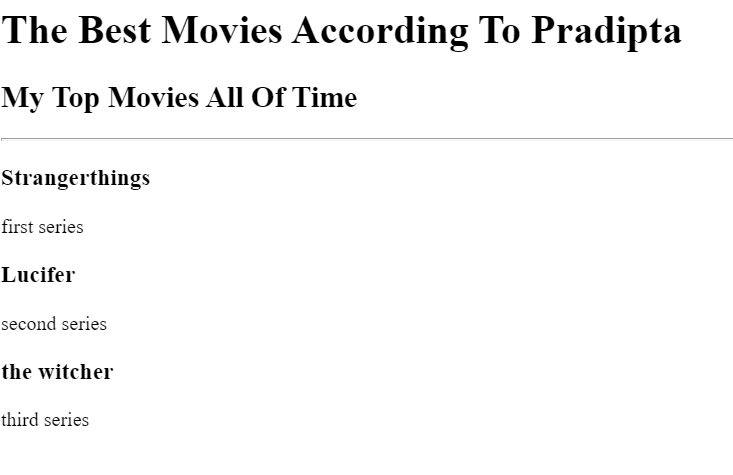 The Best Movies According To Pradipta
My Top Movies All Of Time
Strangerthings
first series
Lucifer
second series
the witcher
third series